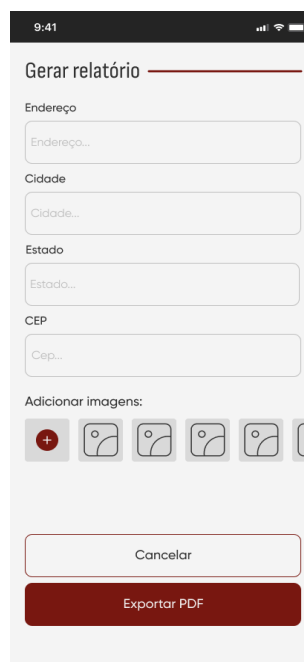 9:41
Gerar relatório
Endereço
Endereço...
Cidade
Cidade...
Estado
Estado...
CEP
Cep...
Adicionar imagens:
Cancelar
Exportar PDF